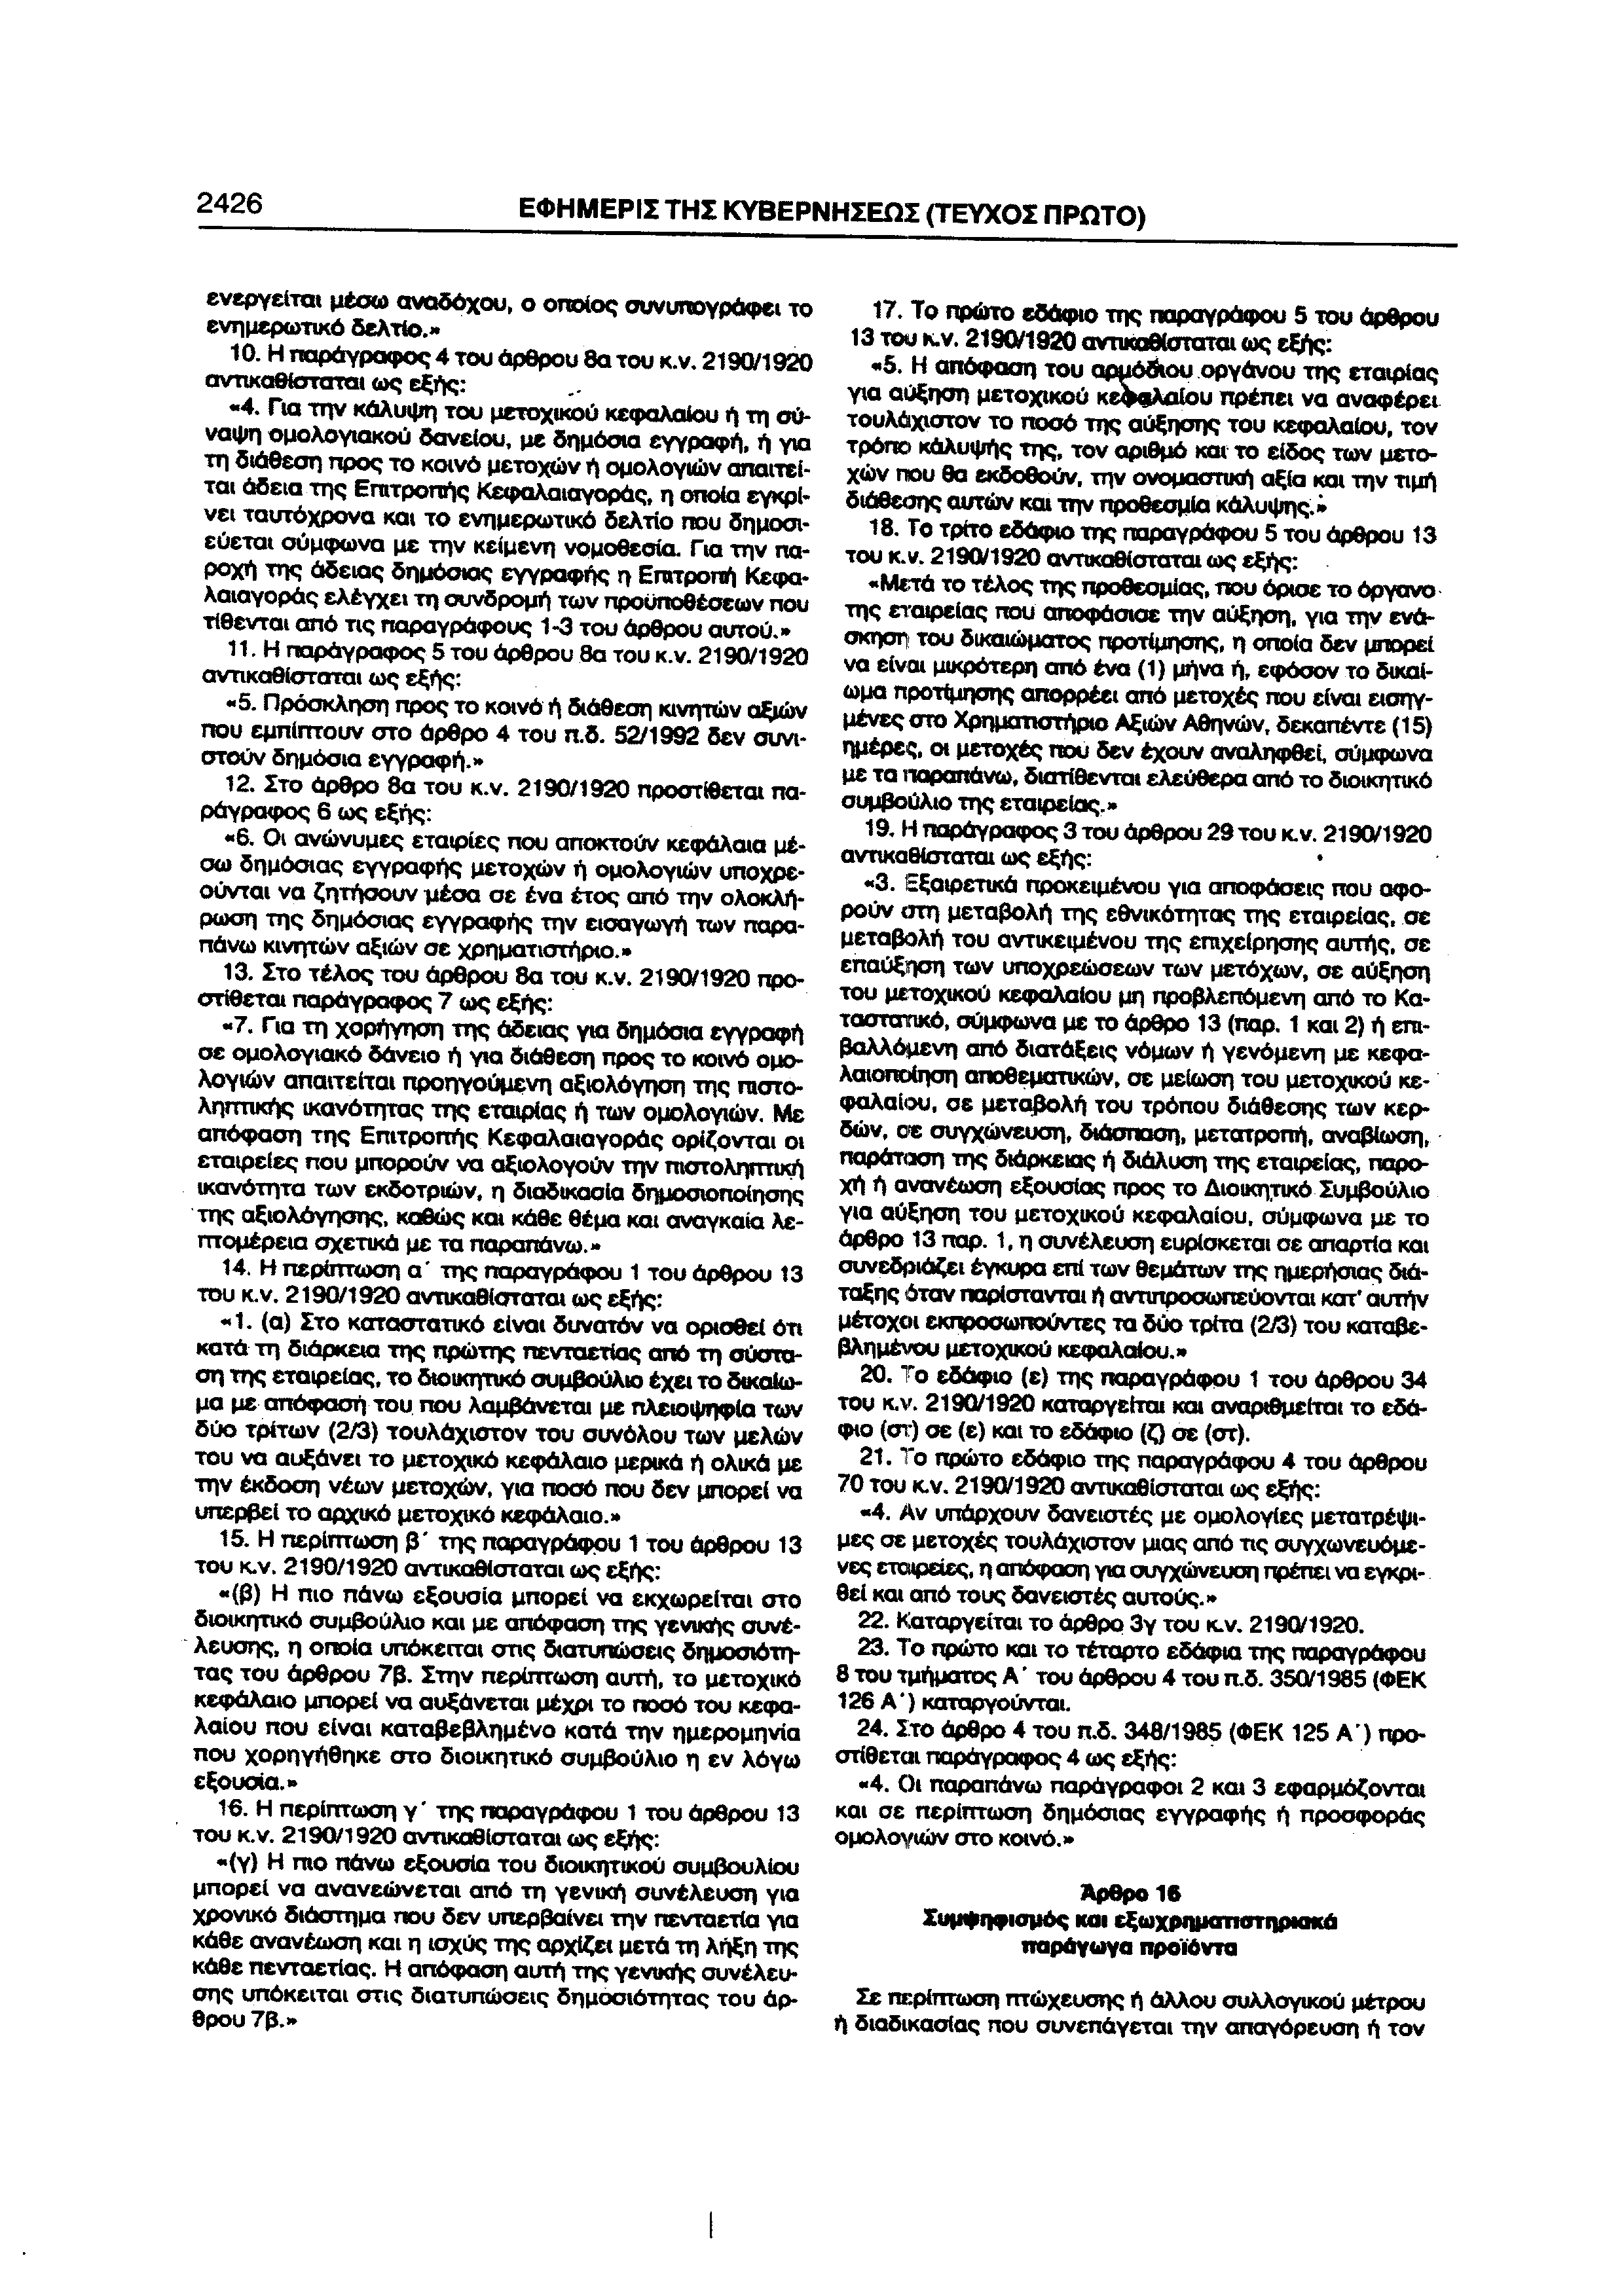 2426
ΕΦΗΜΕΡΙΣ ΤΗΣ ΚΥΒΕΡΝΗΣΕΩΣ (ΤΕΥΧΟΣ ΠΡΩΤΟ)
ενεργείται μέσω αναδόχου, ο οποίος συνυπογράφει το
ενημερωτικό δελτίο.»
10. Η παράγραφος 4 του άρθρου 8α του κ.ν. 2190/1920
αντικαθίσταται ως εξής:
«4. Για την κάλυψη του μετοχικού κεφαλαίου ή τη σύ-
ναψη ομολογιακού δανείου, με δημόσια εγγραφή, ή για
τη διάθεση προς το κοινό μετοχών ή ομολογιών απαιτεί-
ται άδεια της Επιτροπής Κεφαλαιαγοράς, η οποία εγκρί-
νει ταυτόχρονα και το ενημερωτικό δελτίο που δημοσι-
εύεται σύμφωνα με την κείμενη νομοθεσία. Για την πα-
ροχή της άδειας δημόσιας εγγραφής η Επιτροπή Κεφα-
λαιαγοράς ελέγχει τη συνδρομή των προϋποθέσεων που
τίθενται από τις παραγράφους 1-3 του άρθρου αυτού.»
11. Η παράγραφος 5 του άρθρου 8α του κ.ν. 2190/1920
αντικαθίσταται ως εξής:
«5. Πρόσκληση προς το κοινό ή διάθεση κινητών αξιών
που εμπίπτουν στο άρθρο 4 του π.δ. 52/1992 δεν συνι-
στούν δημόσια εγγραφή.»
12. Στο άρθρο 8α του κ.ν. 2190/1920 προστίθεται πα-
ράγραφος 6 ως εξής:
«6. Οι ανώνυμες εταιρίες που αποκτούν κεφάλαια μέ-
σω δημόσιας εγγραφής μετοχών ή ομολογιών υποχρε-
ούνται να ζητήσουν μέσα σε ένα έτος από την ολοκλή-
ρωση της δημόσιας εγγραφής την εισαγωγή των παρα-
πάνω κινητών αξιών σε χρηματιστήριο.»
13. Στο τέλος του άρθρου 8α του κ.ν. 2190/1920 προ-
στίθεται παράγραφος 7 ως εξής:
«7. Για τη χορήγηση της άδειας για δημόσια εγγραφή
σε ομολογιακό δάνειο ή για διάθεση προς το κοινό ομο-
λογιών απαιτείται προηγούμενη αξιολόγηση της πιστο-
ληπτικής ικανότητας της εταιρίας ή των ομολογιών. Με
απόφαση της Επιτροπής Κεφαλαιαγοράς ορίζονται οι
εταιρείες που μπορούν να αξιολογούν την πιστοληπτική
ικανότητα των εκδοτριών, η διαδικασία δημοσιοποίησης
της αξιολόγησης, καθώς και κάθε θέμα και αναγκαία λε-
πτομέρεια σχετικά με τα παραπάνω.»
14. Η περίπτωση α΄ της παραγράφου 1 του άρθρου 13
του κ.ν. 2190/1920 αντικαθίσταται ως εξής:
«1. (α) Στο καταστατικό είναι δυνατόν να ορισθεί ότι
κατά τη διάρκεια της πρώτης πενταετίας από τη σύστα-
ση της εταιρείας, το διοικητικό συμβούλιο έχει το δικαίω-
μα με απόφασή του που λαμβάνεται με πλειοψηφία των
δύο τρίτων (2/3) τουλάχιστον του συνόλου των μελών
του να αυξάνει το μετοχικό κεφάλαιο μερικά ή ολικά με
την έκδοση νέων μετοχών, για ποσό που δεν μπορεί να
υπερβεί το αρχικό μετοχικό κεφάλαιο.»
15. Η περίπτωση β΄ της παραγράφου 1 του άρθρου 13
του κ.ν. 2190/1920 αντικαθίσταται ως εξής:
«(β) Η πιο πάνω εξουσία μπορεί να εκχωρείται στο
διοικητικό συμβούλιο και με απόφαση της γενικής συνέ-
λευσης, η οποία υπόκειται στις διατυπώσεις δημοσιότη-
τας του άρθρου 7β. Στην περίπτωση αυτή, το μετοχικό
κεφάλαιο μπορεί να αυξάνεται μέχρι το ποσό του κεφα-
λαίου που είναι καταβεβλημένο κατά την ημερομηνία
που χορηγήθηκε στο διοικητικό συμβούλιο η εν λόγω
εξουσία.»
16. Η περίπτωση γ΄ της παραγράφου 1 του άρθρου 13
του κ.ν. 2190/1920 αντικαθίσταται ως εξής:
«(γ) Η πιο πάνω εξουσία του διοικητικού συμβουλίου
μπορεί να ανανεώνεται από τη γενική συνέλευση για
χρονικό διάστημα που δεν υπερβαίνει την πενταετία για
κάθε ανανέωση και η ισχύς της αρχίζει μετά τη λήξη της
κάθε πενταετίας. Η απόφαση αυτή της γενικής συνέλευ-
σης υπόκειται στις διατυπώσεις δημοσιότητας του άρ-
θρου 7β.»
17. Το πρώτο εδάφιο της παραγράφου 5 του άρθρου
13 του κ.ν. 2190/1920 αντικαθίσταται ως εξής:
«5. Η απόφαση του αρμόδιου οργάνου της εταιρίας
για αύξηση μετοχικού κεφαλαίου πρέπει να αναφέρει
τουλάχιστον το ποσό της αύξησης του κεφαλαίου, τον
τρόπο κάλυψής της, τον αριθμό και το είδος των μετο-
χών που θα εκδοθούν, την ονομαστική αξία και την τιμή
διάθεσης αυτών και την προθεσμία κάλυψης.»
18. Το τρίτο εδάφιο της παραγράφου 5 του άρθρου 13
του κ.ν. 2190/1920 αντικαθίσταται ως εξής:
«Μετά το τέλος της προθεσμίας, που όρισε το όργανο
της εταιρείας που αποφάσισε την αύξηση, για την ενά-
σκηση του δικαιώματος προτίμησης, η οποία δεν μπορεί
να είναι μικρότερη από ένα (1) μήνα ή, εφόσον το δικαί-
ωμα προτίμησης απορρέει από μετοχές που είναι εισηγ-
μένες στο Χρηματιστήριο Αξιών Αθηνών, δεκαπέντε (15)
ημέρες, οι μετοχές που δεν έχουν αναληφθεί, σύμφωνα
με τα παραπάνω, διατίθενται ελεύθερα από το διοικητικό
συμβούλιο της εταιρείας.»
19. Η παράγραφος 3 του άρθρου 29 του κ.ν. 2190/1920
αντικαθίσταται ως εξής:
«3. Εξαιρετικά προκειμένου για αποφάσεις που αφο-
ρούν στη μεταβολή της εθνικότητας της εταιρείας, σε
μεταβολή του αντικειμένου της επιχείρησης αυτής, σε
επαύξηση των υποχρεώσεων των μετόχων, σε αύξηση
του μετοχικού κεφαλαίου μη προβλεπόμενη από το Κα-
ταστατικό, σύμφωνα με το άρθρο 13 (παρ. 1 και 2) ή επι-
βαλλόμενη από διατάξεις νόμων ή γενόμενη με κεφα-
λαιοποίηση αποθεματικών, σε μείωση του μετοχικού κε-
φαλαίου, σε μεταβολή του τρόπου διάθεσης των κερ-
δών, σε συγχώνευση, διάσπαση, μετατροπή, αναβίωση,
παράταση της διάρκειας ή διάλυση της εταιρείας, παρο-
χή ή ανανέωση εξουσίας προς το Διοικητικό Συμβούλιο
για αύξηση του μετοχικού κεφαλαίου, σύμφωνα με το
άρθρο 13 παρ. 1, η συνέλευση ευρίσκεται σε απαρτία και
συνεδριάζει έγκυρα επί των θεμάτων της ημερήσιας διά-
ταξης όταν παρίστανται ή αντιπροσωπεύονται κατ' αυτήν
μέτοχοι εκπροσωπούντες τα δύο τρίτα (2/3) του καταβε-
βλημένου μετοχικού κεφαλαίου.»
20. Το εδάφιο (ε) της παραγράφου 1 του άρθρου 34
του κ.ν. 2190/1920 καταργείται και αναριθμείται το εδά-
φιο (στ) σε (ε) και το εδάφιο (ζ) σε (στ).
21. Το πρώτο εδάφιο της παραγράφου 4 του άρθρου
70 του κ.ν. 2190/1920 αντικαθίσταται ως εξής:
«4. Αν υπάρχουν δανειστές με ομολογίες μετατρέψι-
μες σε μετοχές τουλάχιστον μιας από τις συγχωνευόμε-
νες εταιρείες, η απόφαση για συγχώνευση πρέπει να εγκρι-
θεί και από τους δανειστές αυτούς.»
22. Καταργείται το άρθρο 3γ του κ.ν. 2190/1920.
23. Το πρώτο και το τέταρτο εδάφια της παραγράφου
8 του τμήματος Α΄ του άρθρου 4 του π.δ. 350/1985 (ΦΕΚ
126 Α΄) καταργούνται.
24. Στο άρθρο 4 του π.δ. 348/1985 (ΦΕΚ 125 Α΄) προ-
στίθεται παράγραφος 4 ως εξής:
«4. Οι παραπάνω παράγραφοι 2 και 3 εφαρμόζονται
και σε περίπτωση δημόσιας εγγραφής ή προσφοράς
ομολογιών στο κοινό.»
Άρθρο 16
Συμψηφισμός και εξωχρηματιστηριακά
παράγωγα προϊόντα
Σε περίπτωση πτώχευσης ή άλλου συλλογικού μέτρου
ή διαδικασίας που συνεπάγεται την απαγόρευση ή τον